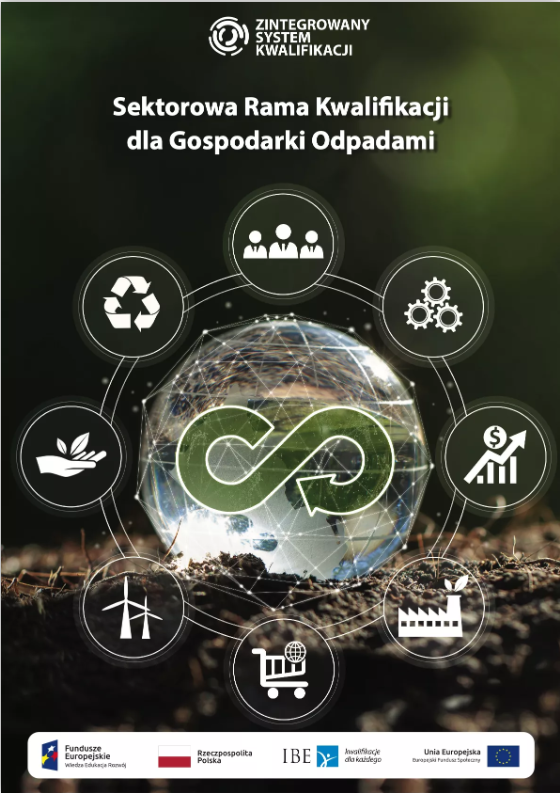 ZINTEGROWANY
SYSTEM
KWALIFIKACJI
Sektorowa Rama Kwalifikacji
dla Gospodarki Odpadami
$
Fundusze
Europejskie
Wiedza Edukacja Rozwój
Rzeczpospolita
Polska
IBE
kwalifikacje
dla każdego
Unia Europejska
Europejski Fundusz Społeczny